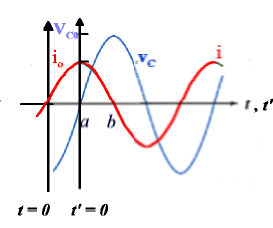 V_C0
i_o v_C i
a b t, t'
t = 0 t' = 0